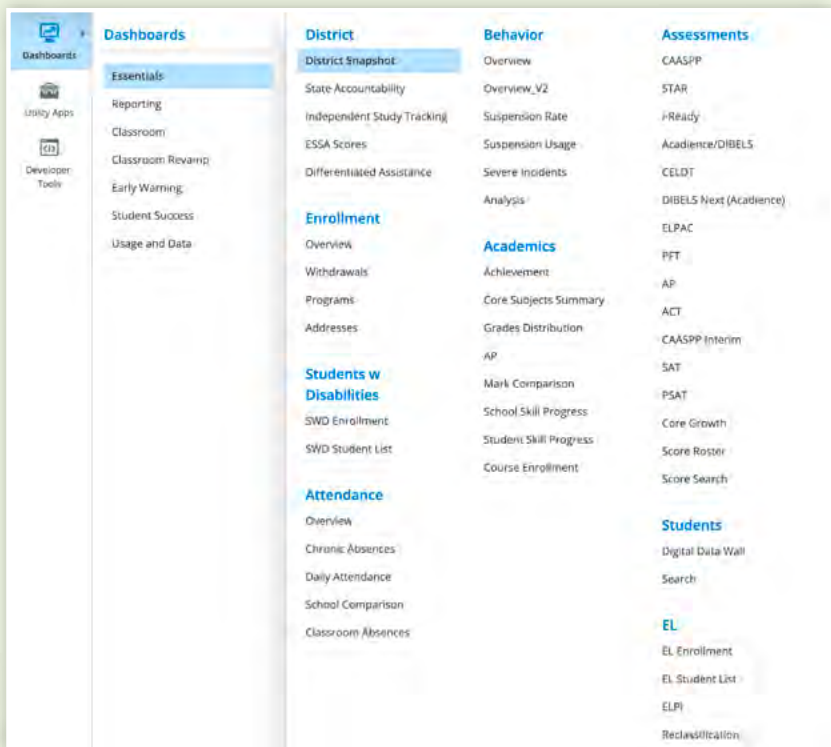 Dashboards
Utility Apps
Developer
Tools
Dashboards
Essentials
Reporting
Classroom
Classroom Revamp
Early Warning
Student Success
Usage and Data
District
District Snapshot
State Accountability
Independent Study Tracking
ESSA Scores
Differentiated Assistance
Enrollment
Overview
Withdrawals
Programs
Addresses
Students w
Disabilities
SWD Enrollment
SWD Student List
Attendance
Overview
Chronic Absences
Daily Attendance
School Comparison
Classroom Absences
Behavior
Overview
Overview_V2
Suspension Rate
Suspension Usage
Severe Incidents
Analysis
Academics
Achievement
Core Subjects Summary
Grades Distribution
AP
Mark Comparison
School Skill Progress
Student Skill Progress
Course Enrollment
Assessments
CAASPP
STAR
i-Ready
Acadience/DIBELS
CELDT
DIBELS Next (Acadience)
ELPAC
PFT
AP
ACT
CAASPP Interim
SAT
PSAT
Core Growth
Score Roster
Score Search
Students
Digital Data Wall
Search
EL
EL Enrollment
EL Student List
ELPI
Reclassification